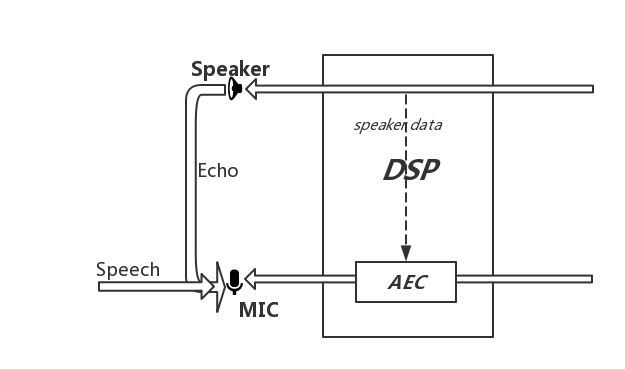 Speaker
speaker data
Echo
DSP
Speech
AEC
MIC